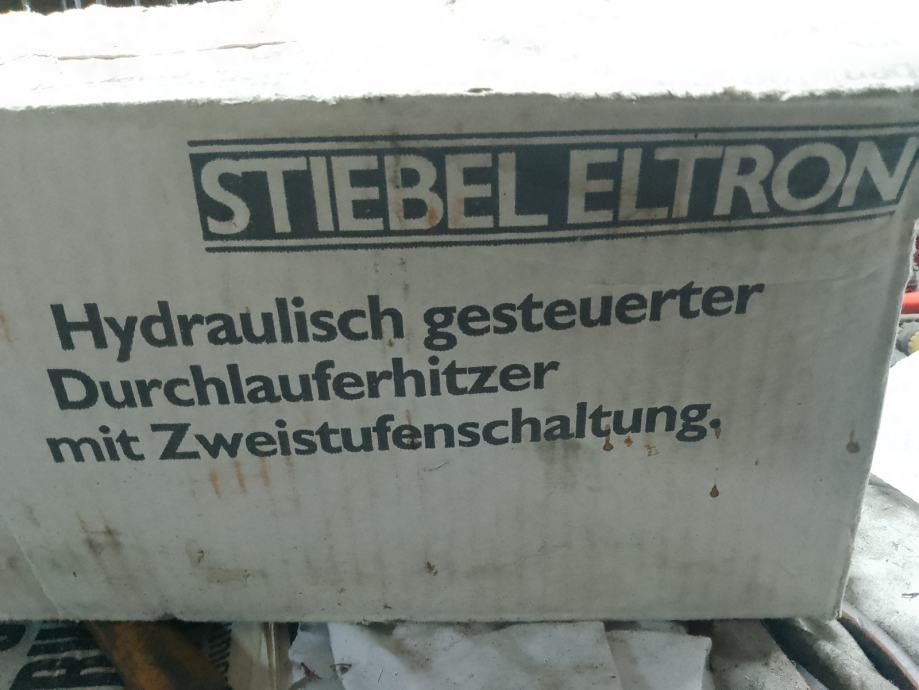 STIEBEL ELTRON
Hydraulisch gesteuerter
Durchlauferhitzer
mit Zweistufenschaltung.